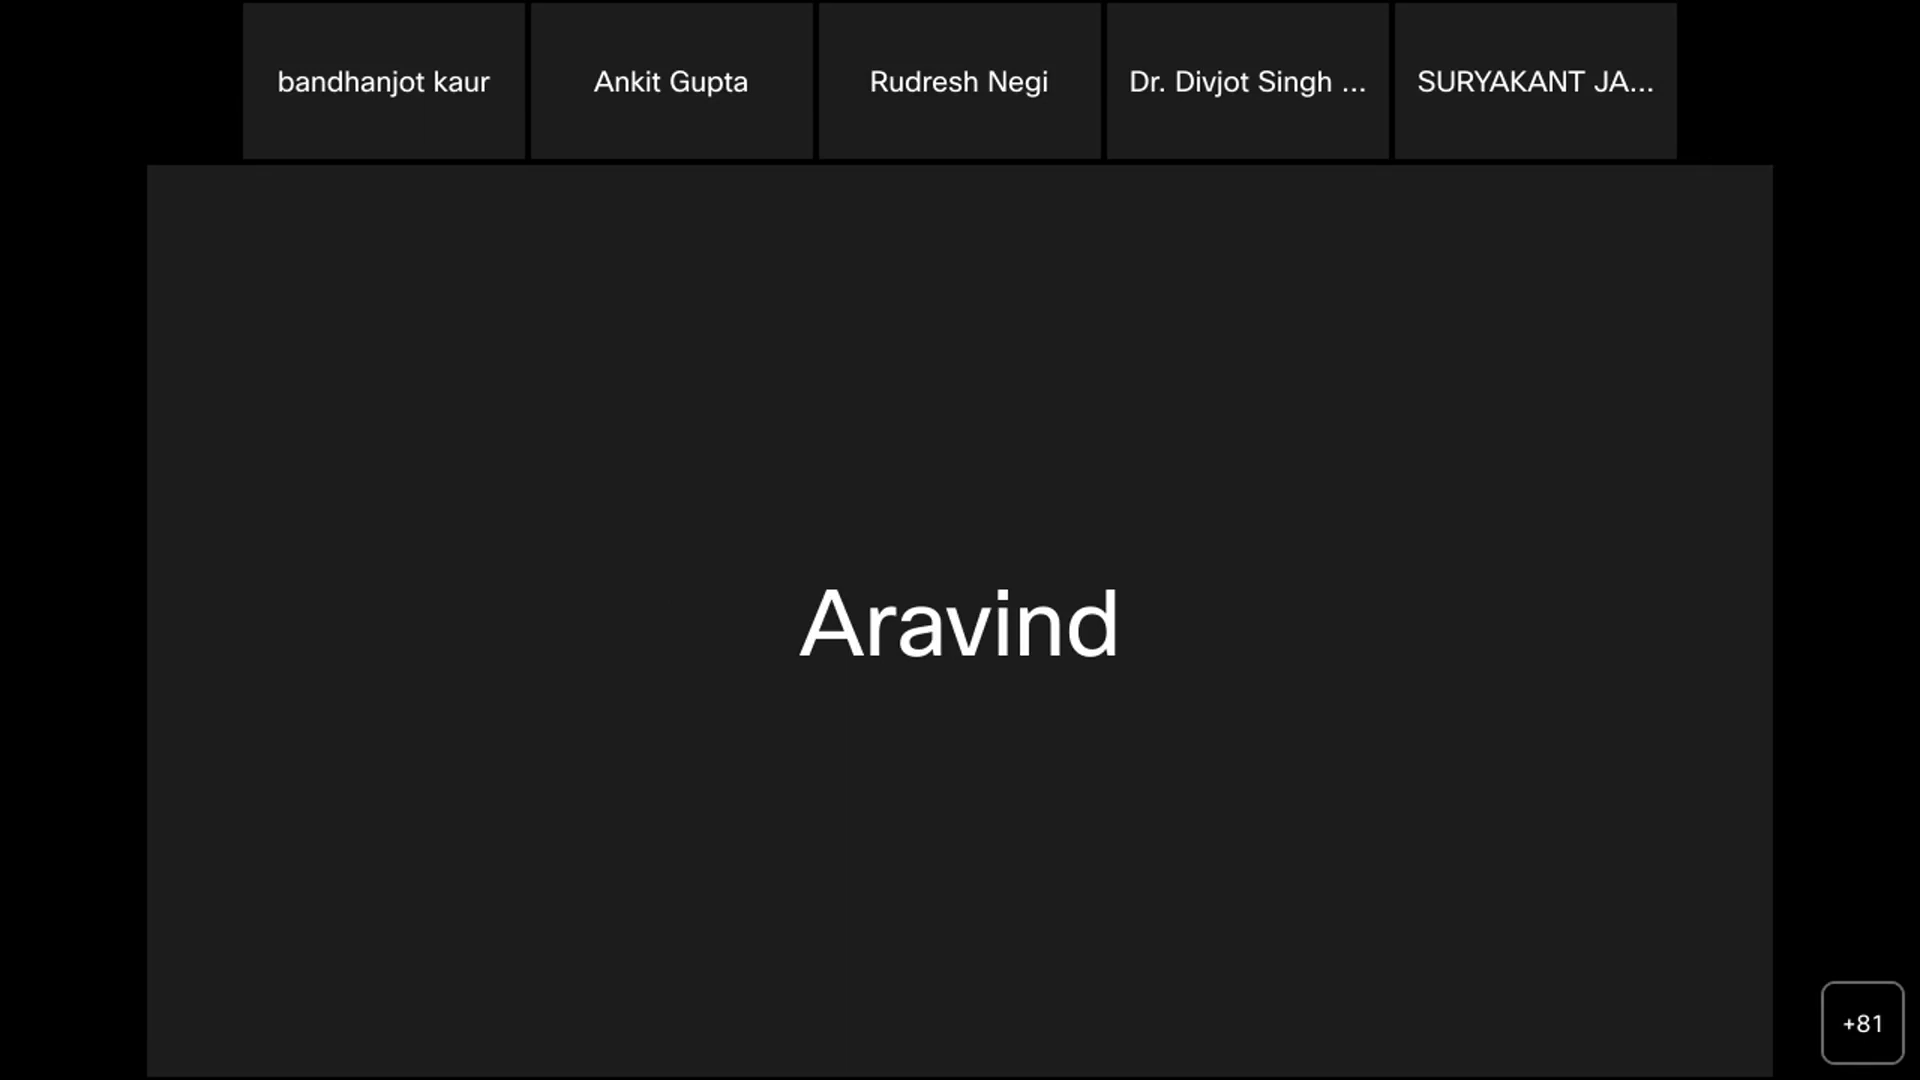 bandhanjot kaur
Ankit Gupta
Rudresh Negi
Dr. Divjot Singh ...
SURYAKANT JA...
Aravind
+81